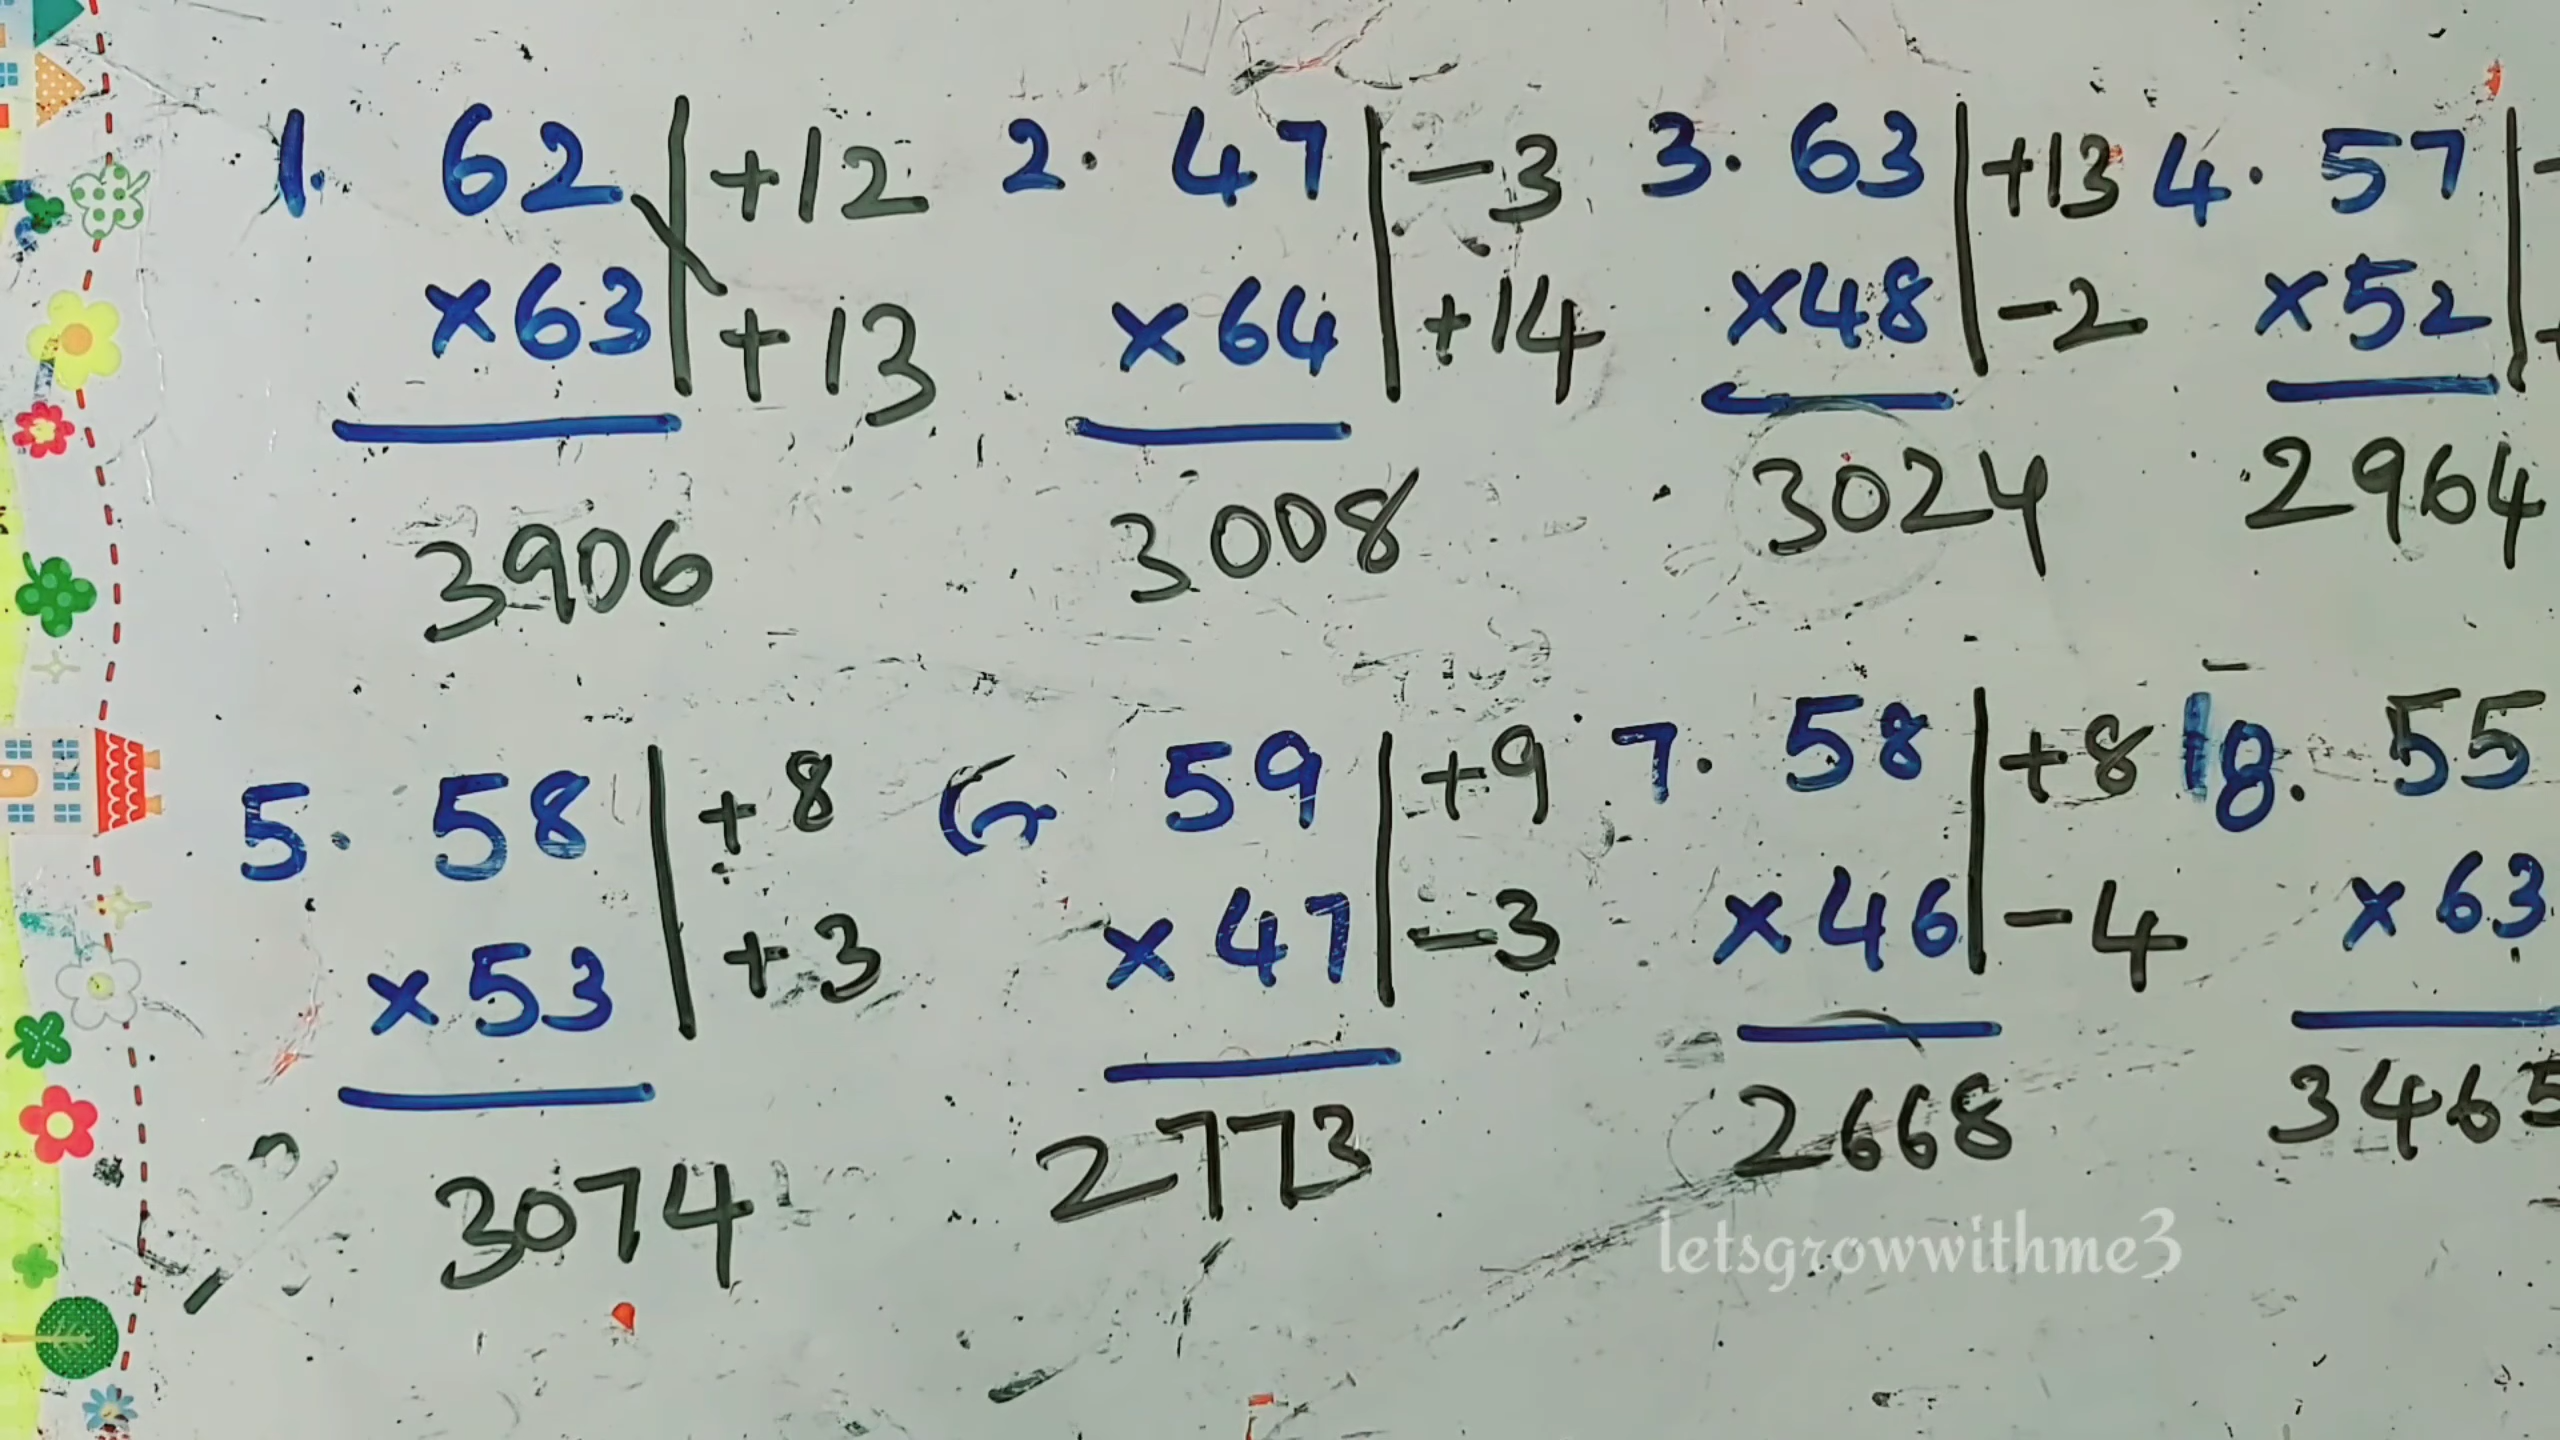 1. 62 +12 2. 47 -3 3. 63 +13 4. 57
×63 +13 ×64 +14 ×48 -2 ×52
3906 3008 3024 2964
5. 58 +8 6 59 +9 7. 58 +8 8. 55
×53 +3 ×47 -3 ×46 -4 ×63
3074 2773 2668 3465
letsgrowwithme3